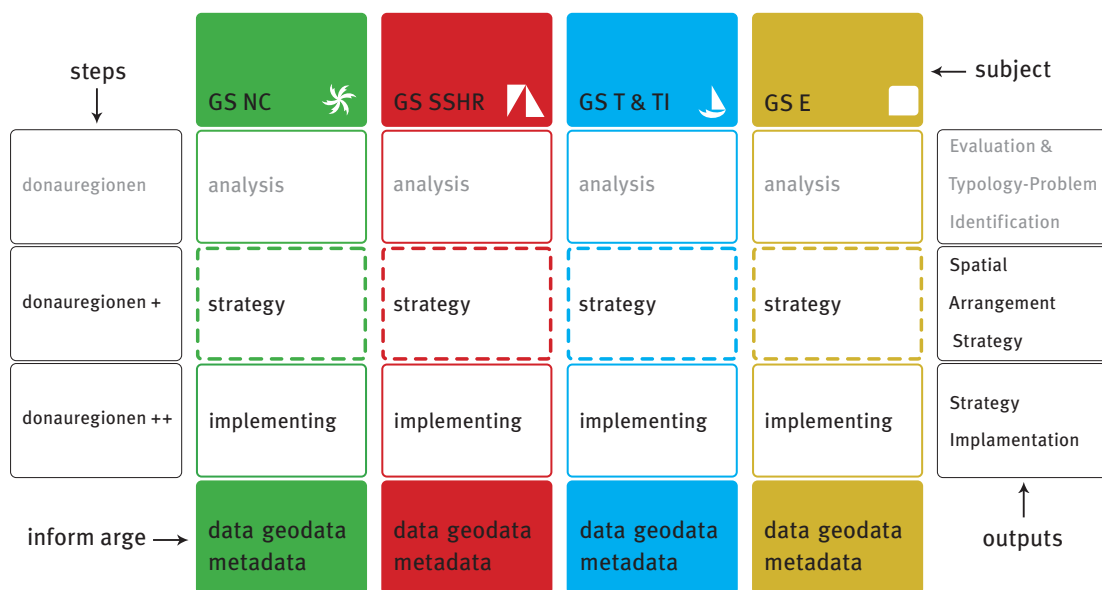 steps
GS NC
GS SSHR
GS T & TI
GS E
subject
donauregionen
analysis
analysis
analysis
analysis
Evaluation &
Typology-Problem
Identification
donauregionen +
strategy
strategy
strategy
strategy
Spatial
Arrangement
Strategy
donauregionen ++
implementing
implementing
implementing
implementing
Strategy
Implamentation
inform arge
data geodata
metadata
data geodata
metadata
data geodata
metadata
data geodata
metadata
outputs